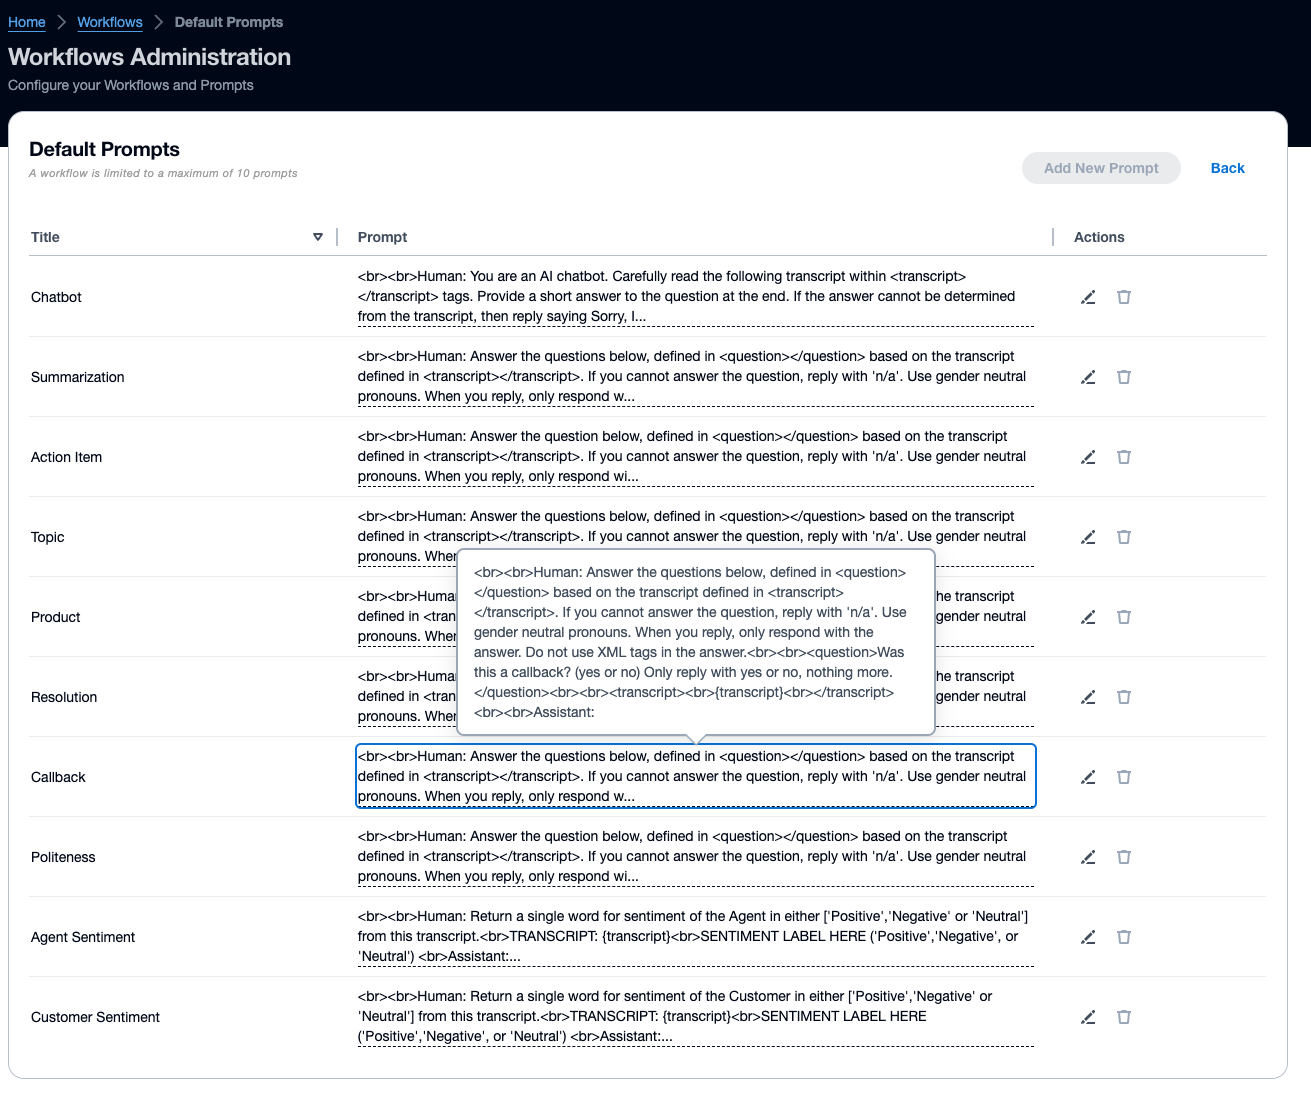 Home > Workflows > Default Prompts
Workflows Administration
Configure your Workflows and Prompts
Default Prompts
A workflow is limited to a maximum of 10 prompts
Add New Prompt
Back
Title
Prompt
Actions
Chatbot
<br><br>Human: You are an AI chatbot. Carefully read the following transcript within <transcript>
</transcript> tags. Provide a short answer to the question at the end. If the answer cannot be determined
from the transcript, then reply saying Sorry, I...
Summarization
<br><br>Human: Answer the questions below, defined in <question></question> based on the transcript
defined in <transcript></transcript>. If you cannot answer the question, reply with 'n/a'. Use gender neutral
pronouns. When you reply, only respond w...
Action Item
<br><br>Human: Answer the question below, defined in <question></question> based on the transcript
defined in <transcript></transcript>. If you cannot answer the question, reply with 'n/a'. Use gender neutral
pronouns. When you reply, only respond wi...
Topic
<br><br>Human: Answer the questions below, defined in <question></question> based on the transcript
defined in <transcript></transcript>. If you cannot answer the question, reply with 'n/a'. Use gender neutral
pronouns. When
<br><br>Human: Answer the questions below, defined in <question>
</question> based on the transcript defined in <transcript>
</transcript>. If you cannot answer the question, reply with 'n/a'. Use
gender neutral pronouns. When you reply, only respond with the
answer. Do not use XML tags in the answer.<br><br><question>Was
this a callback? (yes or no) Only reply with yes or no, nothing more.
</question><br><br><transcript><br>{transcript}<br></transcript>
<br><br>Assistant:
Product
<br><br>Huma he transcript
defined in <tran gender neutral
pronouns. When
Resolution
<br><br>Huma he transcript
defined in <tran gender neutral
pronouns. When
Callback
<br><br>Human: Answer the questions below, defined in <question></question> based on the transcript
defined in <transcript></transcript>. If you cannot answer the question, reply with 'n/a'. Use gender neutral
pronouns. When you reply, only respond w...
Politeness
<br><br>Human: Answer the question below, defined in <question></question> based on the transcript
defined in <transcript></transcript>. If you cannot answer the question, reply with 'n/a'. Use gender neutral
pronouns. When you reply, only respond wi...
Agent Sentiment
<br><br>Human: Return a single word for sentiment of the Agent in either ['Positive','Negative' or 'Neutral']
from this transcript.<br>TRANSCRIPT: {transcript}<br>SENTIMENT LABEL HERE ('Positive','Negative', or
'Neutral') <br>Assistant:...
Customer Sentiment
<br><br>Human: Return a single word for sentiment of the Customer in either ['Positive','Negative' or
'Neutral'] from this transcript.<br>TRANSCRIPT: {transcript}<br>SENTIMENT LABEL HERE
('Positive','Negative', or 'Neutral') <br>Assistant:...